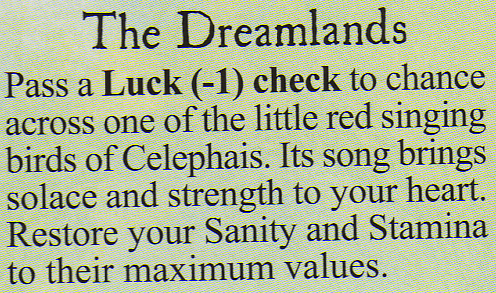 The Dreamlands
Pass a Luck (-1) check to chance
across one of the little red singing
birds of Celephais. Its song brings
solace and strength to your heart.
Restore your Sanity and Stamina
to their maximum values.